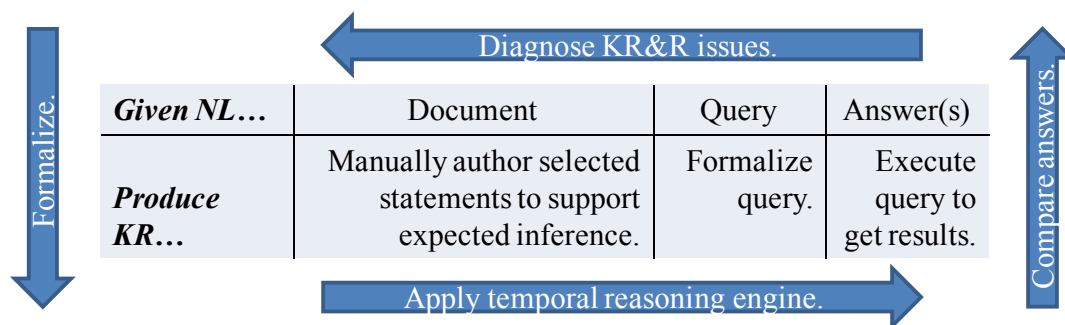 Diagnose KR&R issues.
Formalize.
Given NL… Document Query Answer(s)
Produce KR…
Manually author selected
statements to support
expected inference.
Formalize
query.
Execute
query to
get results.
Compare answers.
Apply temporal reasoning engine.